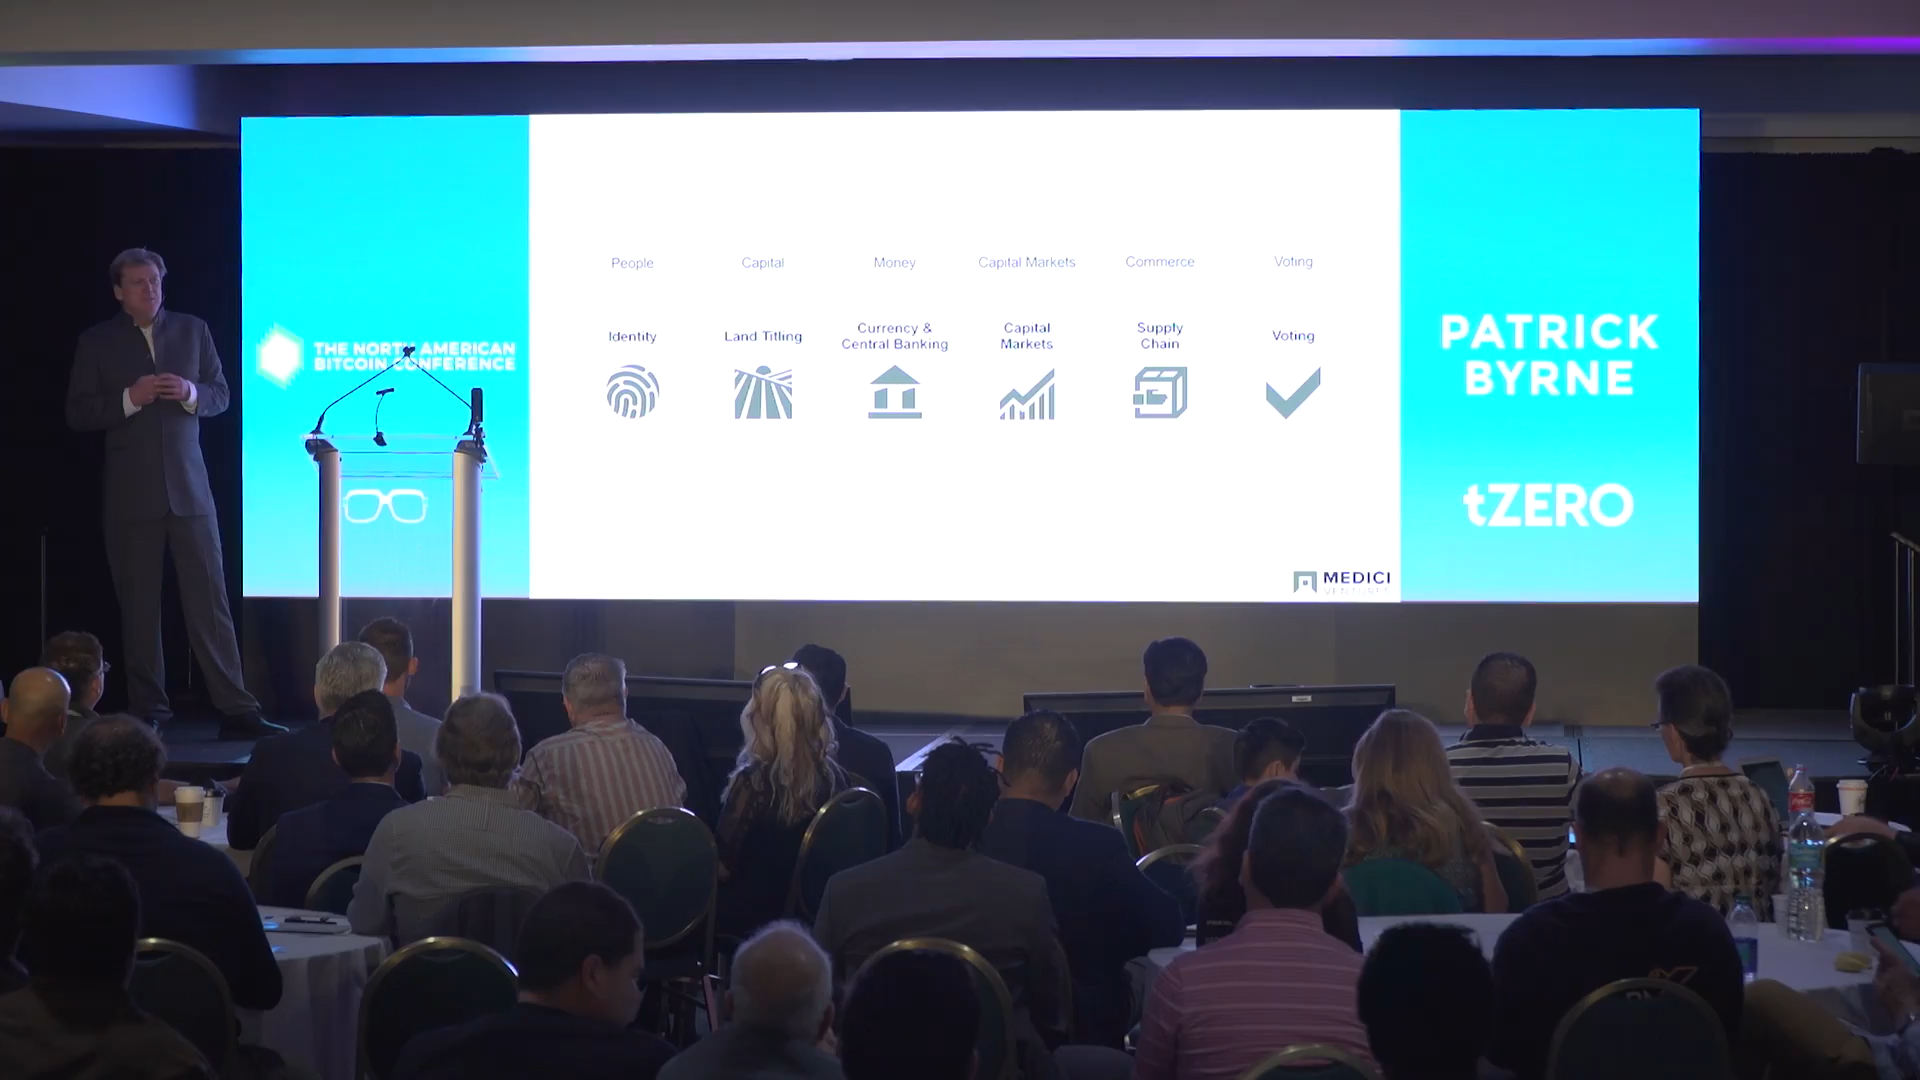 People
Capital
Money
Capital Markets
Commerce
Voting
Identity
Land Titling
Currency &
Central Banking
Capital
Markets
Supply
Chain
Voting
THE NORTH AMERICAN
BITCOIN CONFERENCE
PATRICK
BYRNE
tZERO
MEDICI
VENTURES